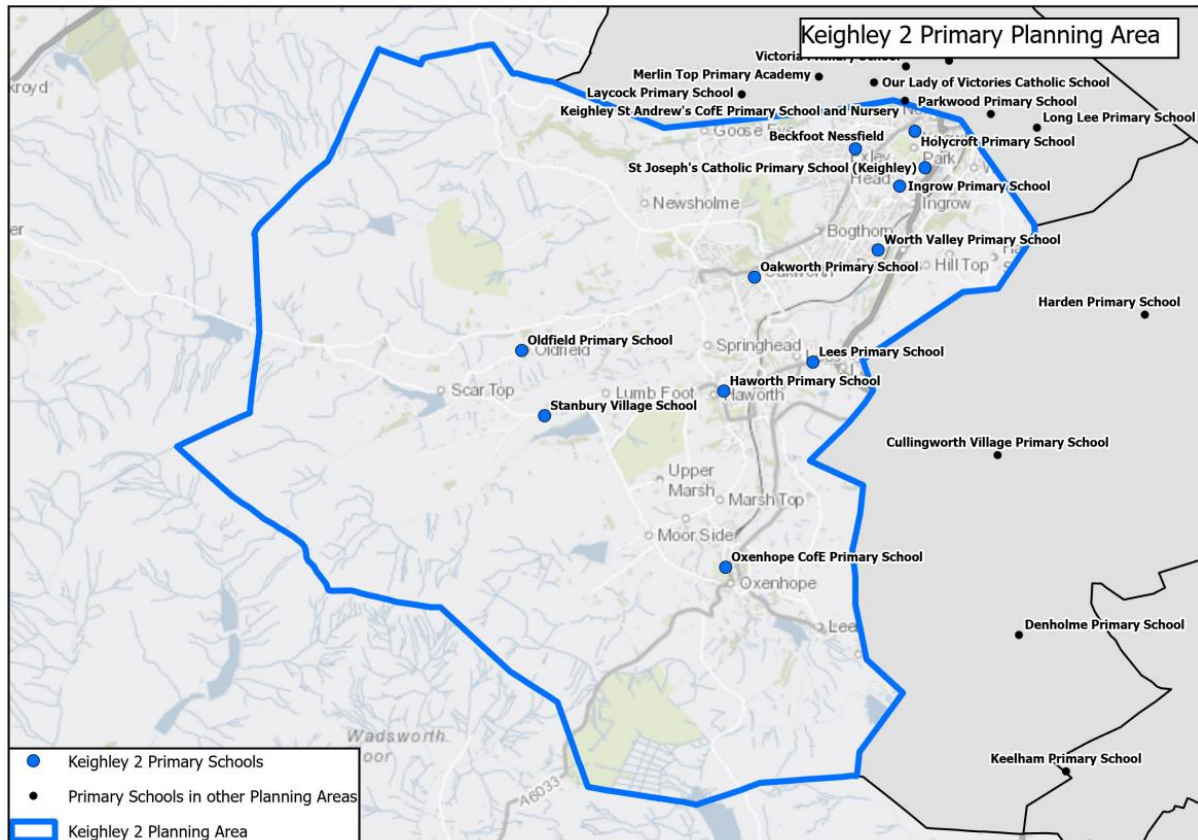 Keighley 2 Primary Planning Area
Merlin Top Primary Academy
Our Lady of Victories Catholic School
Laycock Primary School
Keighley St Andrew's CofE Primary School and Nursery
Parkwood Primary School
Long Lee Primary School
Beckfoot Nessfield
Holycroft Primary School
Park
St Joseph's Catholic Primary School (Keighley)
Head
Ingrow Primary School
Newsholme
Ingrow
Bogthorn
Worth Valley Primary School
Oakworth Primary School
Hill Top
Harden Primary School
Oldfield Primary School
Oldfield
Springhead
Lees Primary School
Scar Top
Lumb Foot
Haworth Primary School
Haworth
Stanbury Village School
Cullingworth Village Primary School
Upper
Marsh
Marsh Top
Moor Side
Oxenhope CofE Primary School
Oxenhope
Denholme Primary School
Wadsworth
A6033
Keelham Primary School
Keighley 2 Primary Schools
Primary Schools in other Planning Areas
Keighley 2 Planning Area